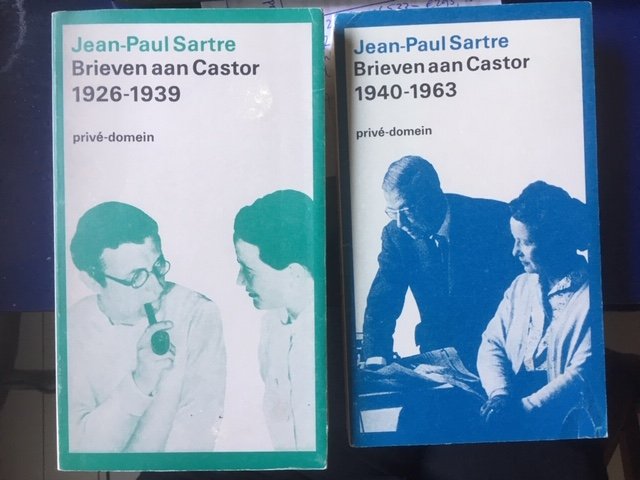 Jean-Paul Sartre
Brieven aan Castor
1926-1939
privé-domein
Jean-Paul Sartre
Brieven aan Castor
1940-1963
privé-domein